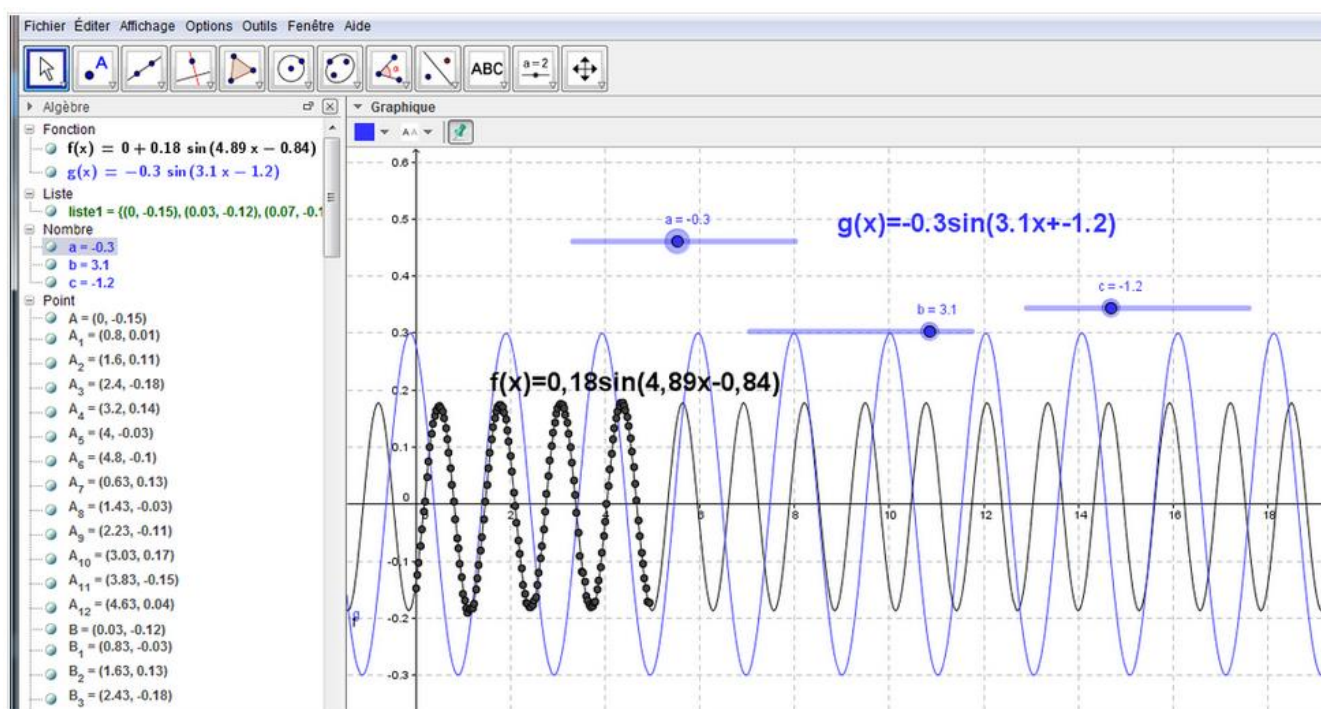 Fichier Éditer Affichage Options Outils Fenêtre Aide
A
α
ABC
a = 2
Algèbre
Graphique
AA
Fonction
f(x) = 0 + 0.18 sin(4.89 x − 0.84)
g(x) = −0.3 sin(3.1 x − 1.2)
Liste
liste1 = {(0, -0.15), (0.03, -0.12), (0.07, -0.1
Nombre
a = -0.3
b = 3.1
c = -1.2
Point
A = (0, -0.15)
A1 = (0.8, 0.01)
A2 = (1.6, 0.11)
A3 = (2.4, -0.18)
A4 = (3.2, 0.14)
A5 = (4, -0.03)
A6 = (4.8, -0.1)
A7 = (0.63, 0.13)
A8 = (1.43, -0.03)
A9 = (2.23, -0.11)
A10 = (3.03, 0.17)
A11 = (3.83, -0.15)
A12 = (4.63, 0.04)
B = (0.03, -0.12)
B1 = (0.83, -0.03)
B2 = (1.63, 0.13)
B3 = (2.43, -0.18)
a = -0.3
g(x)=-0.3sin(3.1x+-1.2)
c = -1.2
b = 3.1
f(x)=0,18sin(4,89x-0,84)
0.6
0.5
0.4
0.3
0.2
0.1
0
-0.1
-0.2
-0.3
0 2 4 6 8 10 12 14 16 18
g
f